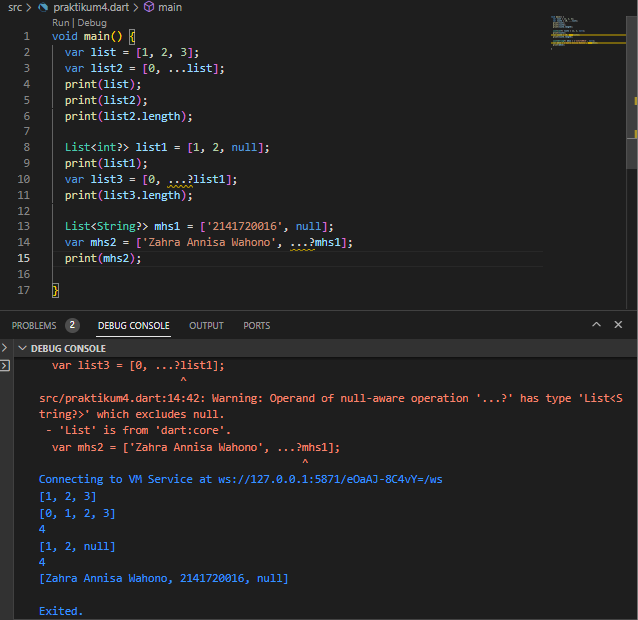 src > praktikum4.dart > main
Run | Debug
1 void main() {
2 var list = [1, 2, 3];
3 var list2 = [0, ...list];
4 print(list);
5 print(list2);
6 print(list2.length);
7
8 List<int?> list1 = [1, 2, null];
9 print(list1);
10 var list3 = [0, ...?list1];
11 print(list3.length);
12
13 List<String?> mhs1 = ['2141720016', null];
14 var mhs2 = ['Zahra Annisa Wahono', ...?mhs1];
15 print(mhs2);
16
17 }
PROBLEMS 2 DEBUG CONSOLE OUTPUT PORTS
DEBUG CONSOLE
var list3 = [0, ...?list1];
^
src/praktikum4.dart:14:42: Warning: Operand of null-aware operation '...?' has type 'List<S
tring?>' which excludes null.
- 'List' is from 'dart:core'.
var mhs2 = ['Zahra Annisa Wahono', ...?mhs1];
^
Connecting to VM Service at ws://127.0.0.1:5871/eOaAJ-8C4vY=/ws
[1, 2, 3]
[0, 1, 2, 3]
4
[1, 2, null]
4
[Zahra Annisa Wahono, 2141720016, null]
Exited.